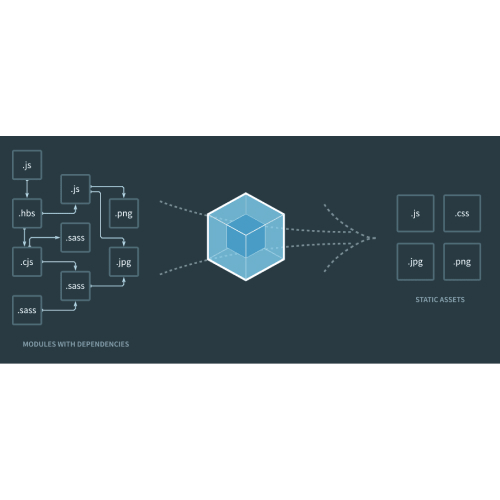 .js
.js
.hbs
.png
.sass
.cjs
.jpg
.sass
.sass
MODULES WITH DEPENDENCIES
.js
.css
.jpg
.png
STATIC ASSETS